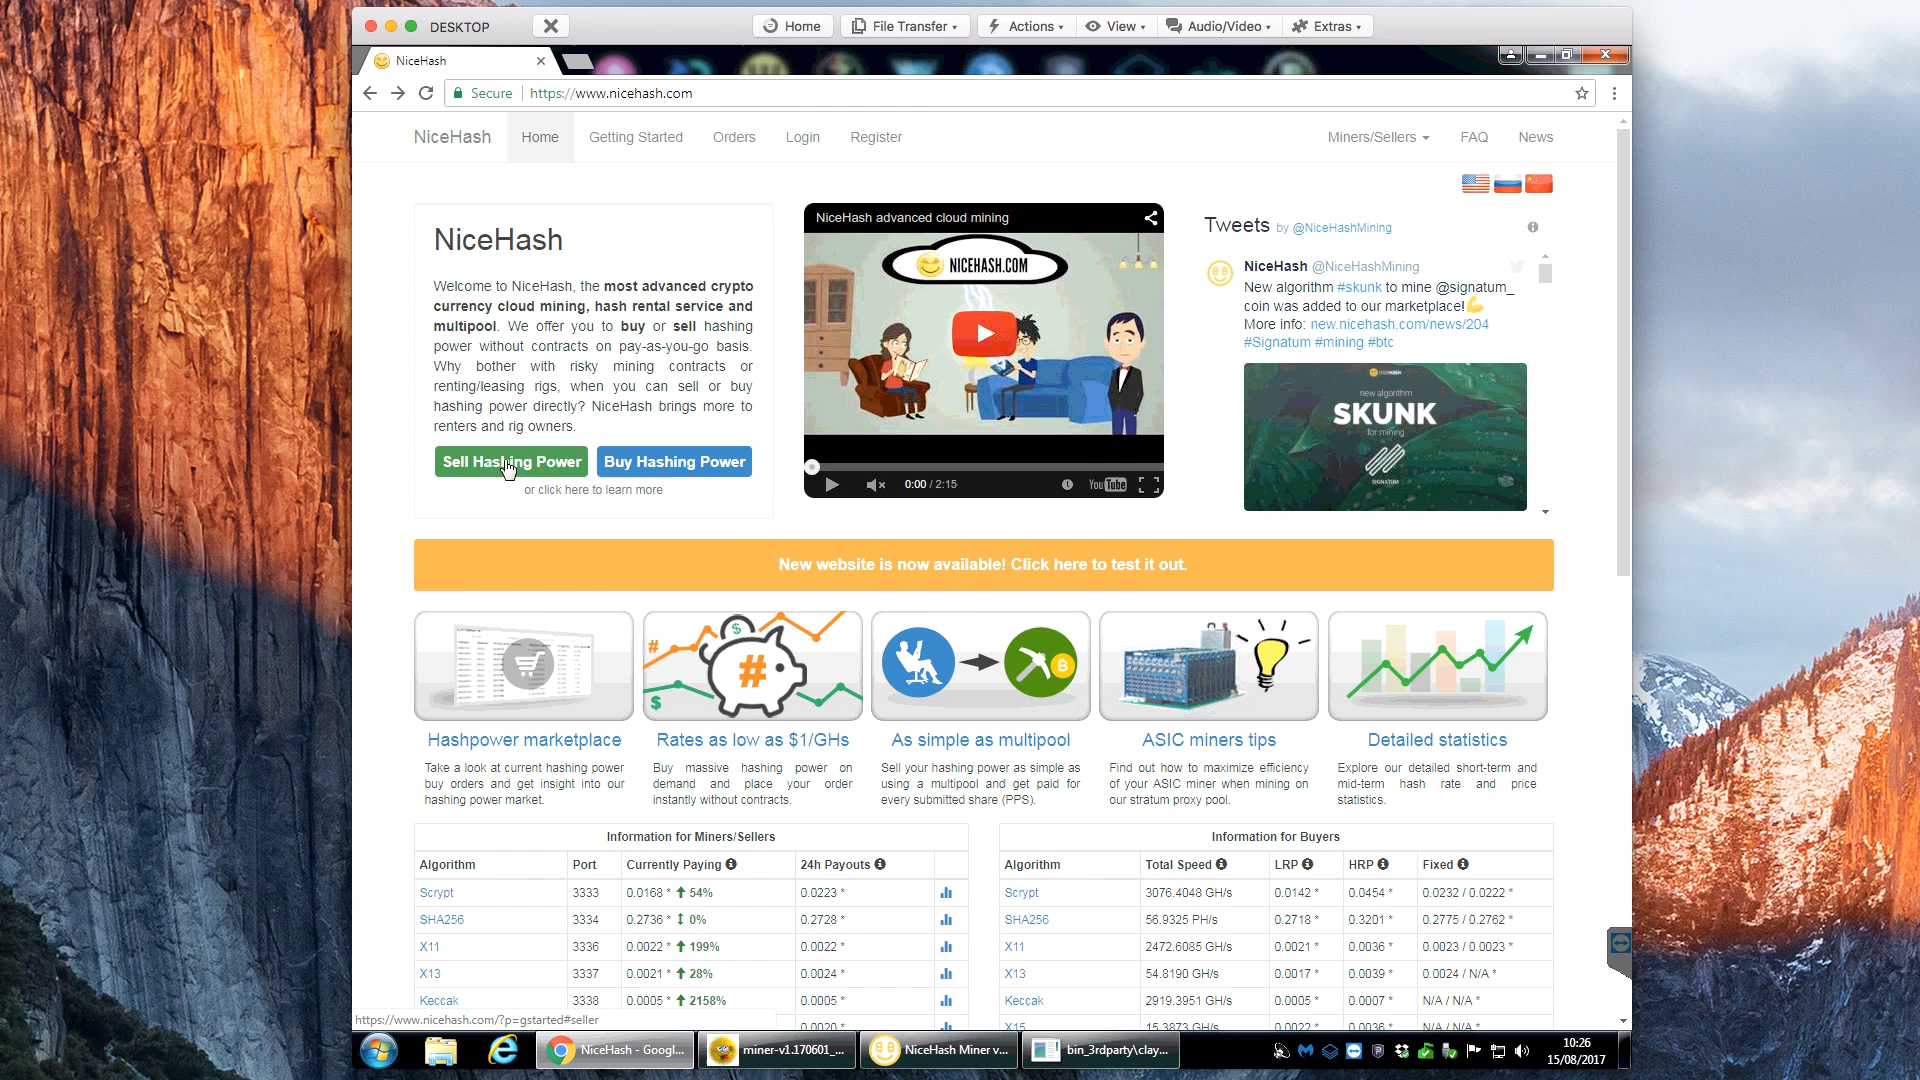 DESKTOP
Home
File Transfer
Actions
View
Audio/Video
Extras
NiceHash
Secure
https://www.nicehash.com
NiceHash
Home
Getting Started
Orders
Login
Register
Miners/Sellers
FAQ
News
NiceHash
Welcome to NiceHash, the most advanced crypto
currency cloud mining, hash rental service and
multipool. We offer you to buy or sell hashing
power without contracts on pay-as-you-go basis.
Why bother with risky mining contracts or
renting/leasing rigs, when you can sell or buy
hashing power directly? NiceHash brings more to
renters and rig owners.
Sell Hashing Power
Buy Hashing Power
or click here to learn more
NiceHash advanced cloud mining
NICEHASH.COM
0:00 / 2:15
YouTube
Tweets by @NiceHashMining
NiceHash @NiceHashMining
New algorithm #skunk to mine @signatum_
coin was added to our marketplace!
More info: new.nicehash.com/news/204
#Signatum #mining #btc
NICEHASH
new algorithm
SKUNK
for mining
SIGNATUM
New website is now available! Click here to test it out.
Hashpower marketplace
Take a look at current hashing power
buy orders and get insight into our
hashing power market.
Rates as low as $1/GHs
Buy massive hashing power on
demand and place your order
instantly without contracts.
As simple as multipool
Sell your hashing power as simple as
using a multipool and get paid for
every submitted share (PPS).
ASIC miners tips
Find out how to maximize efficiency
of your ASIC miner when mining on
our stratum proxy pool.
Detailed statistics
Explore our detailed short-term and
mid-term hash rate and price
statistics.
Information for Miners/Sellers
Algorithm Port Currently Paying 24h Payouts
Scrypt 3333 0.0168 * 54% 0.0223 *
SHA256 3334 0.2736 * 0% 0.2728 *
X11 3336 0.0022 * 199% 0.0022 *
X13 3337 0.0021 * 28% 0.0024 *
Keccak 3338 0.0005 * 2158% 0.0005 *
0.0020 *
Information for Buyers
Algorithm Total Speed LRP HRP Fixed
Scrypt 3076.4048 GH/s 0.0142 * 0.0454 * 0.0232 / 0.0222 *
SHA256 56.9325 PH/s 0.2718 * 0.3201 * 0.2775 / 0.2762 *
X11 2472.6085 GH/s 0.0021 * 0.0036 * 0.0023 / 0.0023 *
X13 54.8190 GH/s 0.0017 * 0.0039 * 0.0024 / N/A *
Keccak 2919.3951 GH/s 0.0005 * 0.0007 * N/A / N/A *
X15 15.3873 GH/s 0.0022 * 0.0036 * N/A / N/A *
https://www.nicehash.com/?p=gstarted#seller
NiceHash - Googl...
miner-v1.170601_...
NiceHash Miner v...
bin_3rdparty\clay...
10:26
15/08/2017